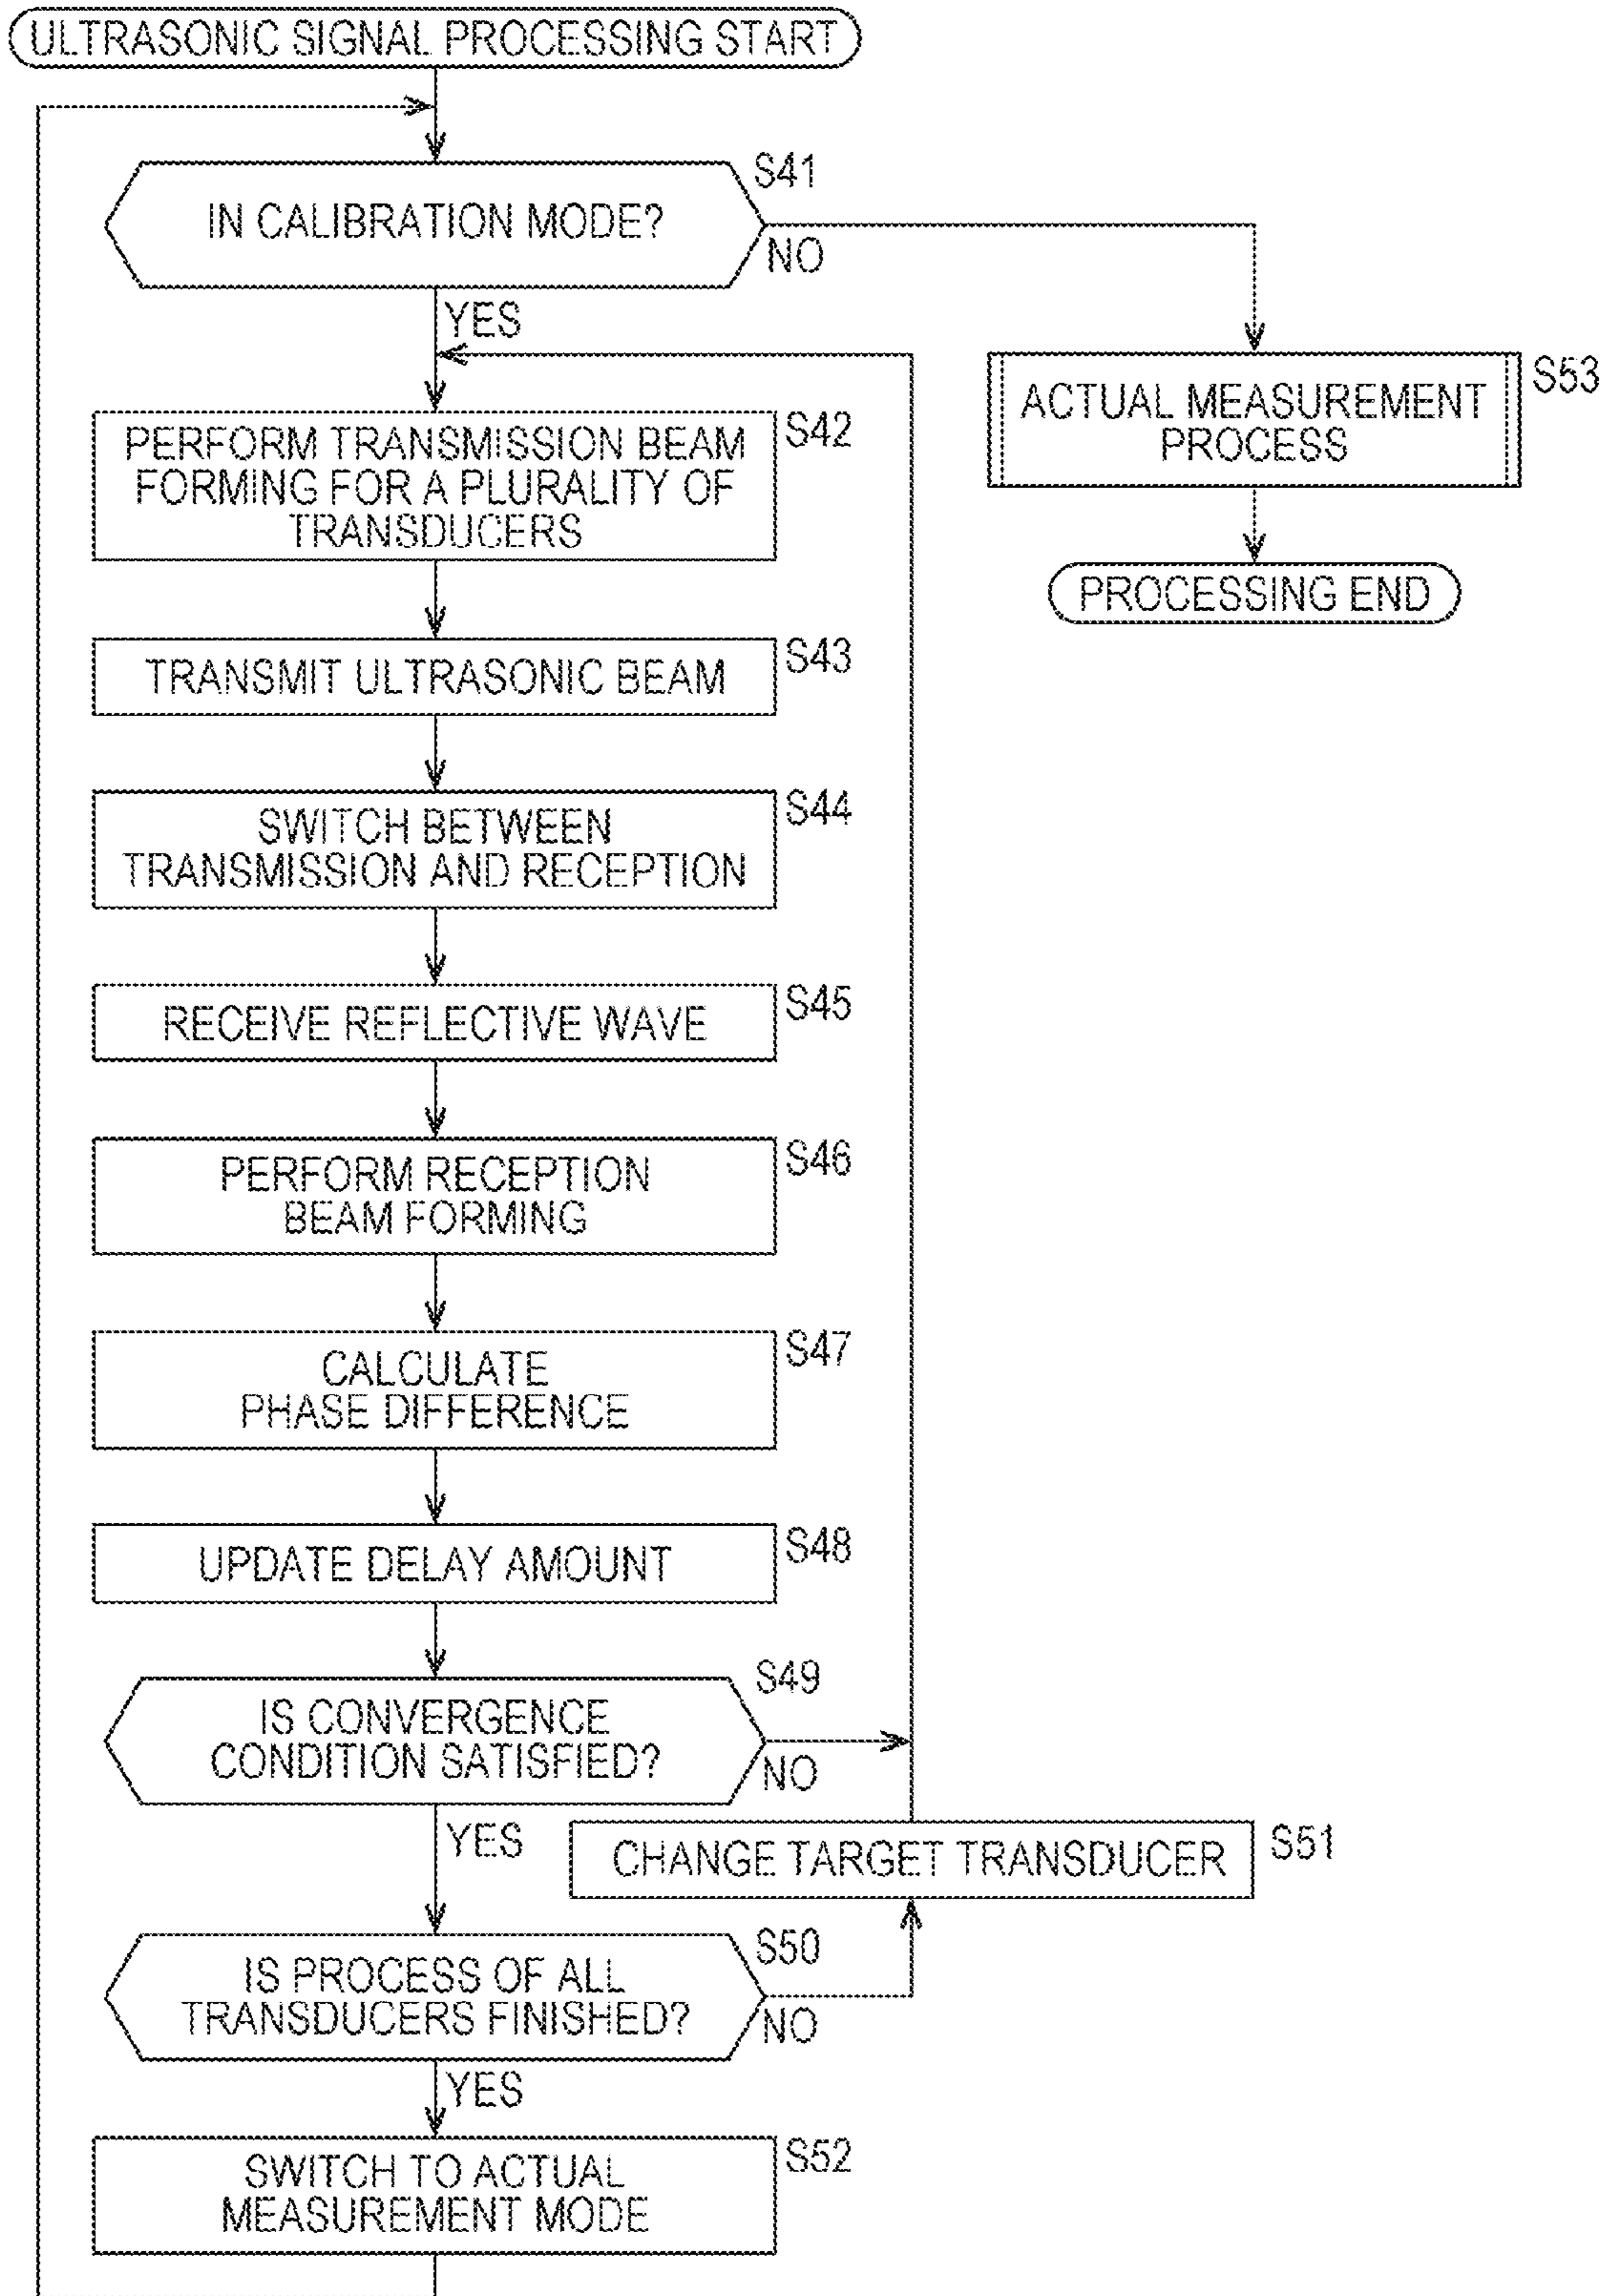 ULTRASONIC SIGNAL PROCESSING START
S41
IN CALIBRATION MODE?
NO
YES
S53
ACTUAL MEASUREMENT
PROCESS
PROCESSING END
S42
PERFORM TRANSMISSION BEAM
FORMING FOR A PLURALITY OF
TRANSDUCERS
S43
TRANSMIT ULTRASONIC BEAM
S44
SWITCH BETWEEN
TRANSMISSION AND RECEPTION
S45
RECEIVE REFLECTIVE WAVE
S46
PERFORM RECEPTION
BEAM FORMING
S47
CALCULATE
PHASE DIFFERENCE
S48
UPDATE DELAY AMOUNT
S49
IS CONVERGENCE
CONDITION SATISFIED?
NO
YES
S51
CHANGE TARGET TRANSDUCER
S50
IS PROCESS OF ALL
TRANSDUCERS FINISHED?
NO
YES
S52
SWITCH TO ACTUAL
MEASUREMENT MODE